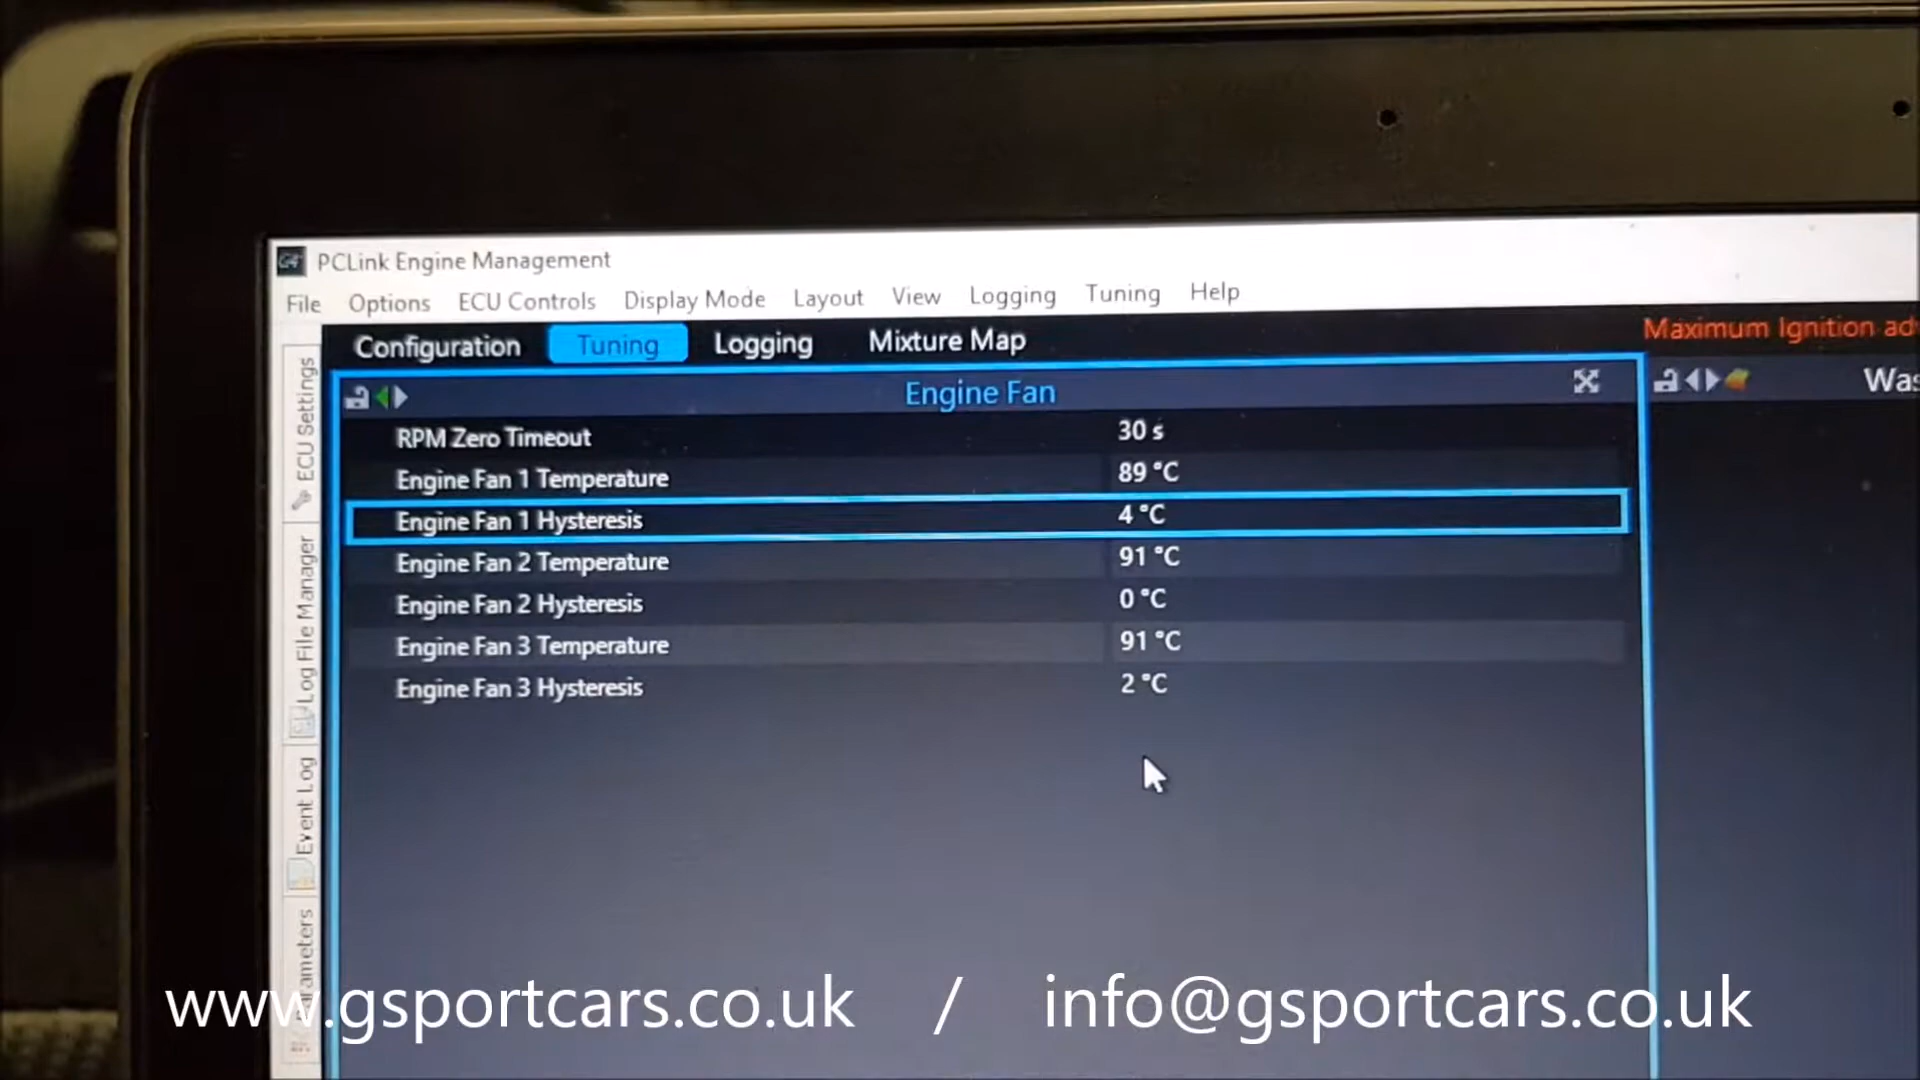 G4+ PCLink Engine Management
File Options ECU Controls Display Mode Layout View Logging Tuning Help
Configuration Tuning Logging Mixture Map
Maximum Ignition
Engine Fan
RPM Zero Timeout 30 s
Engine Fan 1 Temperature 89 °C
Engine Fan 1 Hysteresis 4 °C
Engine Fan 2 Temperature 91 °C
Engine Fan 2 Hysteresis 0 °C
Engine Fan 3 Temperature 91 °C
Engine Fan 3 Hysteresis 2 °C
ECU Settings
Log File Manager
Event Log
Parameters
www.gsportcars.co.uk / info@gsportcars.co.uk